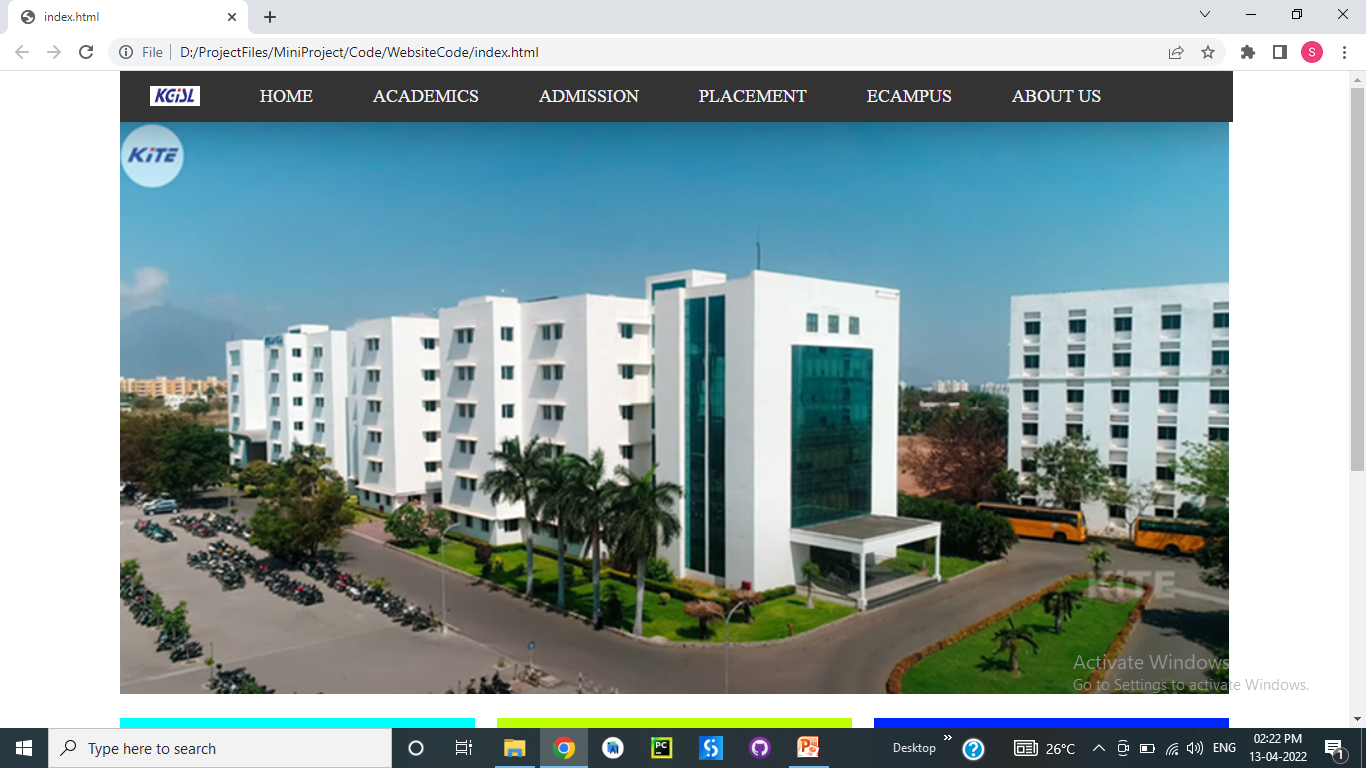 index.html
File
D:/ProjectFiles/MiniProject/Code/WebsiteCode/index.html
S
KGiSL HOME ACADEMICS ADMISSION PLACEMENT ECAMPUS ABOUT US
KiTE
KiTE
Activate Windows
Go to Settings to activate Windows.
Type here to search
PC
Desktop
26°C
ENG
02:22 PM
13-04-2022
1